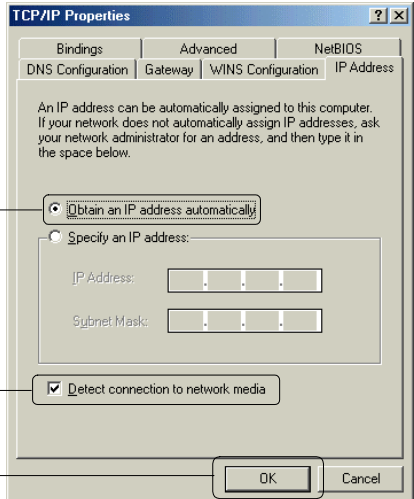 TCP/IP Properties
Bindings Advanced NetBIOS
DNS Configuration Gateway WINS Configuration IP Address
An IP address can be automatically assigned to this computer.
If your network does not automatically assign IP addresses, ask
your network administrator for an address, and then type it in
the space below.
Obtain an IP address automatically
Specify an IP address:
IP Address:
Subnet Mask:
Detect connection to network media
OK Cancel